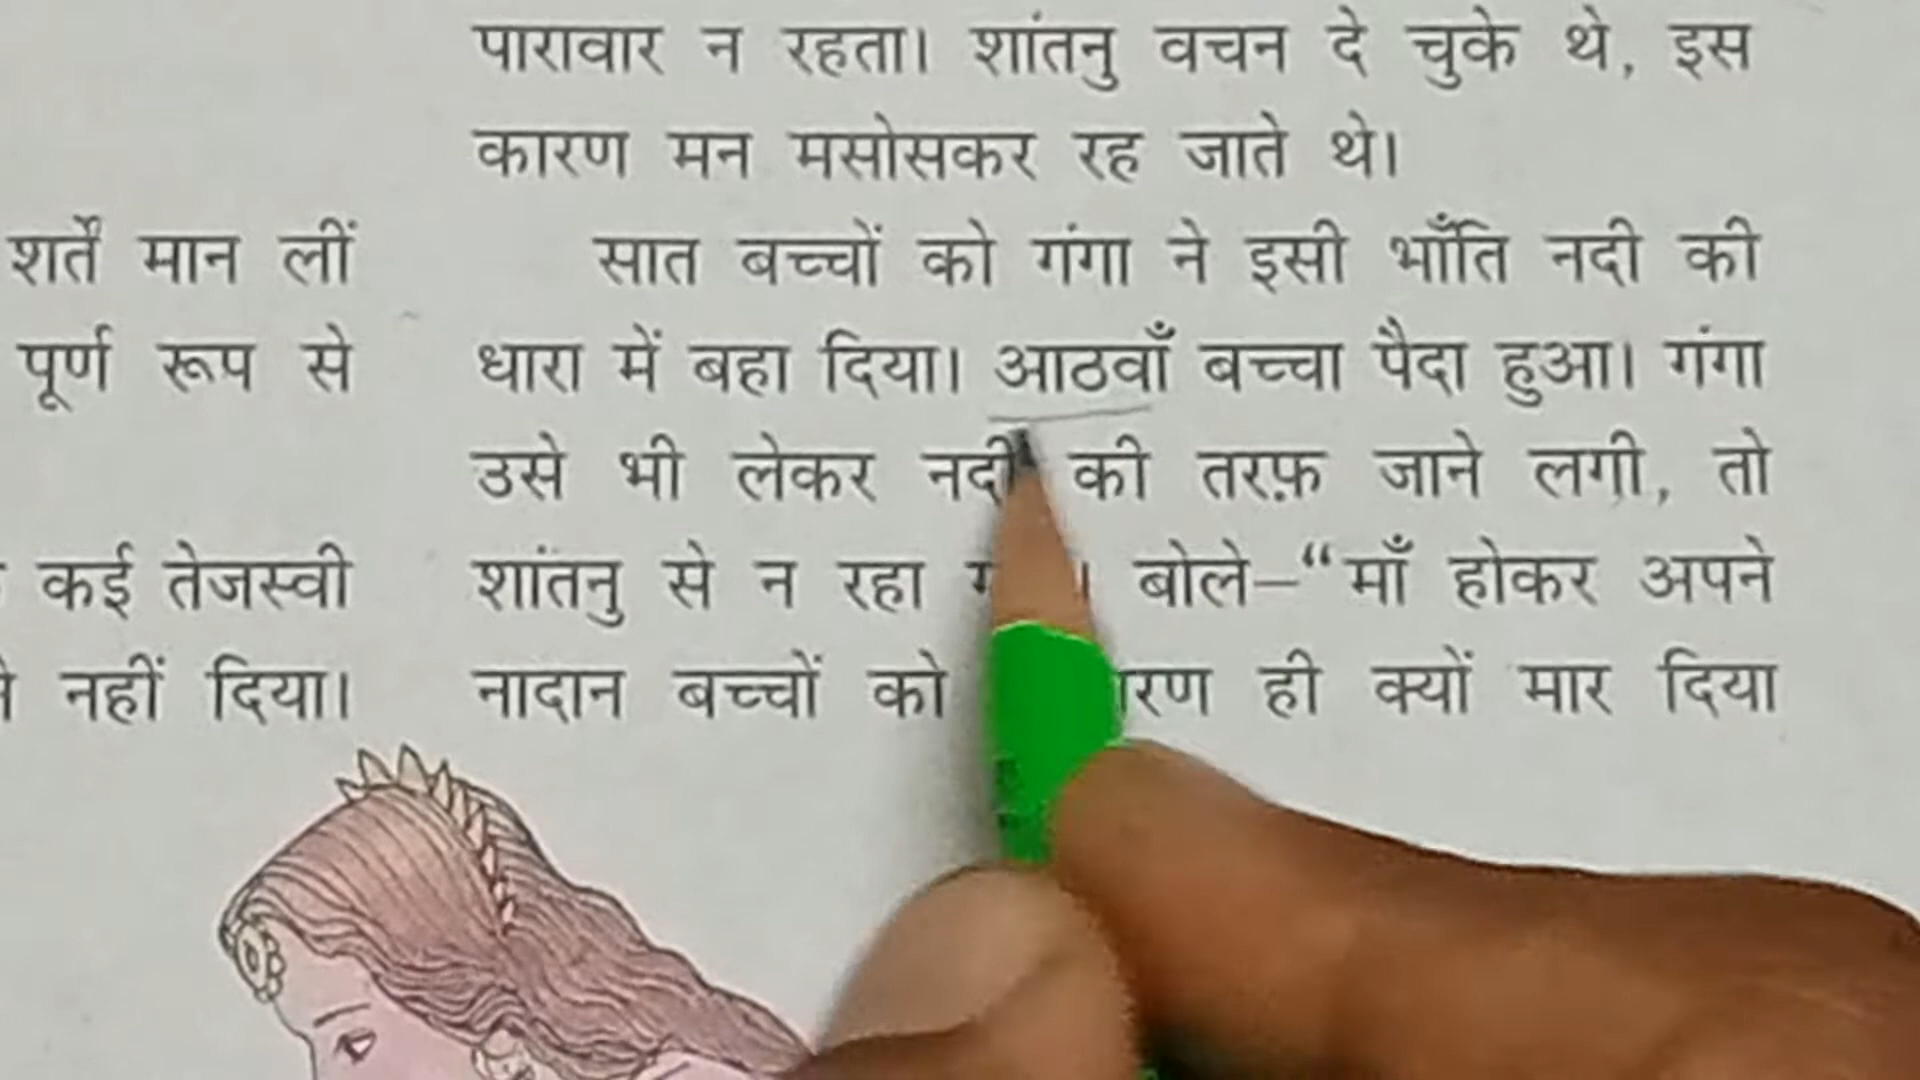 शर्तें मान लीं
पूर्ण रूप से
कई तेजस्वी
नहीं दिया।
पारावार न रहता। शांतनु वचन दे चुके थे, इस
कारण मन मसोसकर रह जाते थे।
सात बच्चों को गंगा ने इसी भाँति नदी की
धारा में बहा दिया। आठवाँ बच्चा पैदा हुआ। गंगा
उसे भी लेकर नदी की तरफ़ जाने लगी, तो
शांतनु से न रहा बोले–“माँ होकर अपने
नादान बच्चों को ही क्यों मार दिया